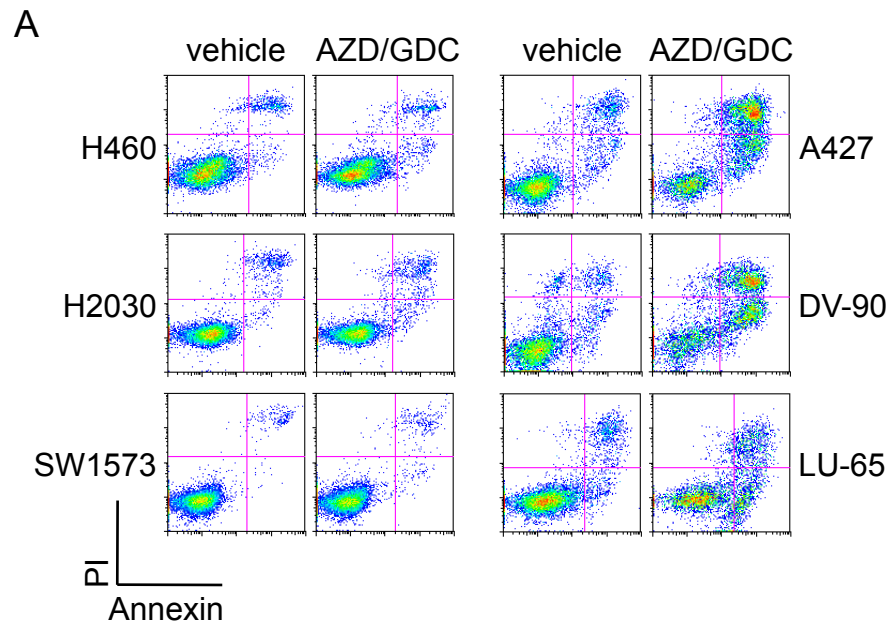 A
vehicle AZD/GDC vehicle AZD/GDC
H460 A427
H2030 DV-90
SW1573 LU-65
PI
Annexin